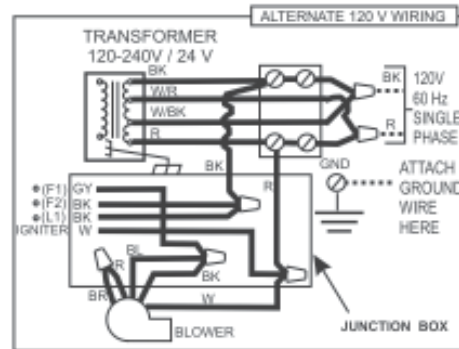 ALTERNATE 120 V WIRING
TRANSFORMER
120-240V / 24 V
BK
W/R
W/BK
R
BK 120V
60 Hz
R SINGLE
PHASE
BK
R
GND
ATTACH
GROUND
WIRE
HERE
(F1) GY
(F2) BK
(L1) BK
IGNITER W
BL
R
BK
BR
W
BLOWER
JUNCTION BOX